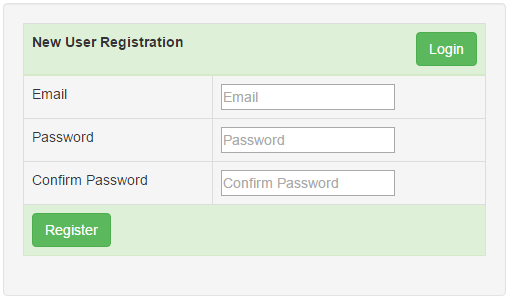 New User Registration Login
Email Email
Password Password
Confirm Password Confirm Password
Register